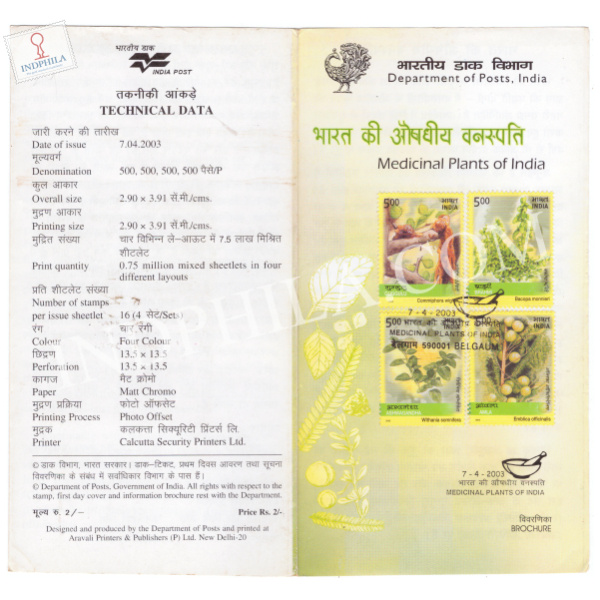 INDPHILA
भारतीय डाक
INDIA POST
तकनीकी आंकड़े
TECHNICAL DATA
जारी करने की तारीख
Date of issue 7.04.2003
मूल्यवर्ग
Denomination 500, 500, 500, 500 पैसे/P
कुल आकार
Overall size 2.90 × 3.91 सें.मी./cms.
मुद्रण आकार
Printing size 2.90 × 3.91 सें.मी./cms.
मुद्रित संख्या चार विभिन्न ले-आऊट में 7.5 लाख मिश्रित
शीटलेट
Print quantity 0.75 million mixed sheetlets in four
different layouts
प्रति शीटलेट संख्या
Number of stamps
per issue sheetlet 16 (4 सेट/Sets)
रंग चार रंगी
Colour Four Colour
छिद्रण 13.5 × 13.5
Perforation 13.5 × 13.5
कागज मैट क्रोमो
Paper Matt Chromo
मुद्रण प्रक्रिया फोटो ऑफसेट
Printing Process Photo Offset
मुद्रक कलकत्ता सिक्यूरिटी प्रिंटर्स लि.
Printer Calcutta Security Printers Ltd.
© डाक विभाग, भारत सरकार। डाक-टिकट, प्रथम दिवस आवरण तथा सूचना
विवरणिका के संबंध में सर्वाधिकार विभाग के पास हैं।
© Department of Posts, Government of India. All rights with respect to the
stamp, first day cover and information brochure rest with the Department.
मूल्य रु. 2/- Price Rs. 2/-
Designed and produced by the Department of Posts and printed at
Aravali Printers & Publishers (P) Ltd. New Delhi-20
भारतीय डाक विभाग
Department of Posts, India
भारत की औषधीय वनस्पति
Medicinal Plants of India
5.00 भारत INDIA
5.00 भारत INDIA
गुग्गुलु
ब्राह्मी
Bacopa monnieri
7-4-2003
5.00 भारत की औषधीय वनस्पति
MEDICINAL PLANTS OF INDIA
बेलगाम 590001 BELGAUM
अश्वगंधा
आंवला
Withania somnifera
Emblica officinalis
7-4-2003
भारत की औषधीय वनस्पति
MEDICINAL PLANTS OF INDIA
विवरणिका
BROCHURE
INDPHILA.COM